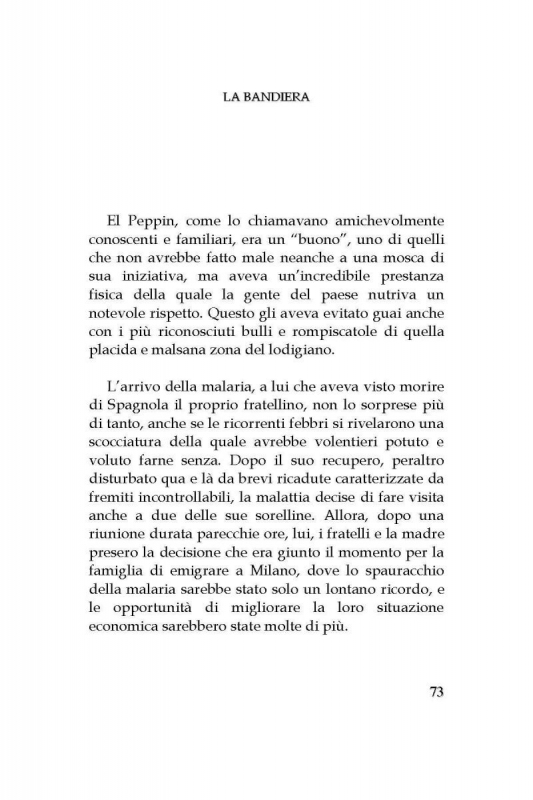 LA BANDIERA
El Peppin, come lo chiamavano amichevolmente
conoscenti e familiari, era un “buono”, uno di quelli
che non avrebbe fatto male neanche a una mosca di
sua iniziativa, ma aveva un’incredibile prestanza
fisica della quale la gente del paese nutriva un
notevole rispetto. Questo gli aveva evitato guai anche
con i più riconosciuti bulli e rompiscatole di quella
placida e malsana zona del lodigiano.
L’arrivo della malaria, a lui che aveva visto morire
di Spagnola il proprio fratellino, non lo sorprese più
di tanto, anche se le ricorrenti febbri si rivelarono una
scocciatura della quale avrebbe volentieri potuto e
voluto farne senza. Dopo il suo recupero, peraltro
disturbato qua e là da brevi ricadute caratterizzate da
fremiti incontrollabili, la malattia decise di fare visita
anche a due delle sue sorelline. Allora, dopo una
riunione durata parecchie ore, lui, i fratelli e la madre
presero la decisione che era giunto il momento per la
famiglia di emigrare a Milano, dove lo spauracchio
della malaria sarebbe stato solo un lontano ricordo, e
le opportunità di migliorare la loro situazione
economica sarebbero state molte di più.
73